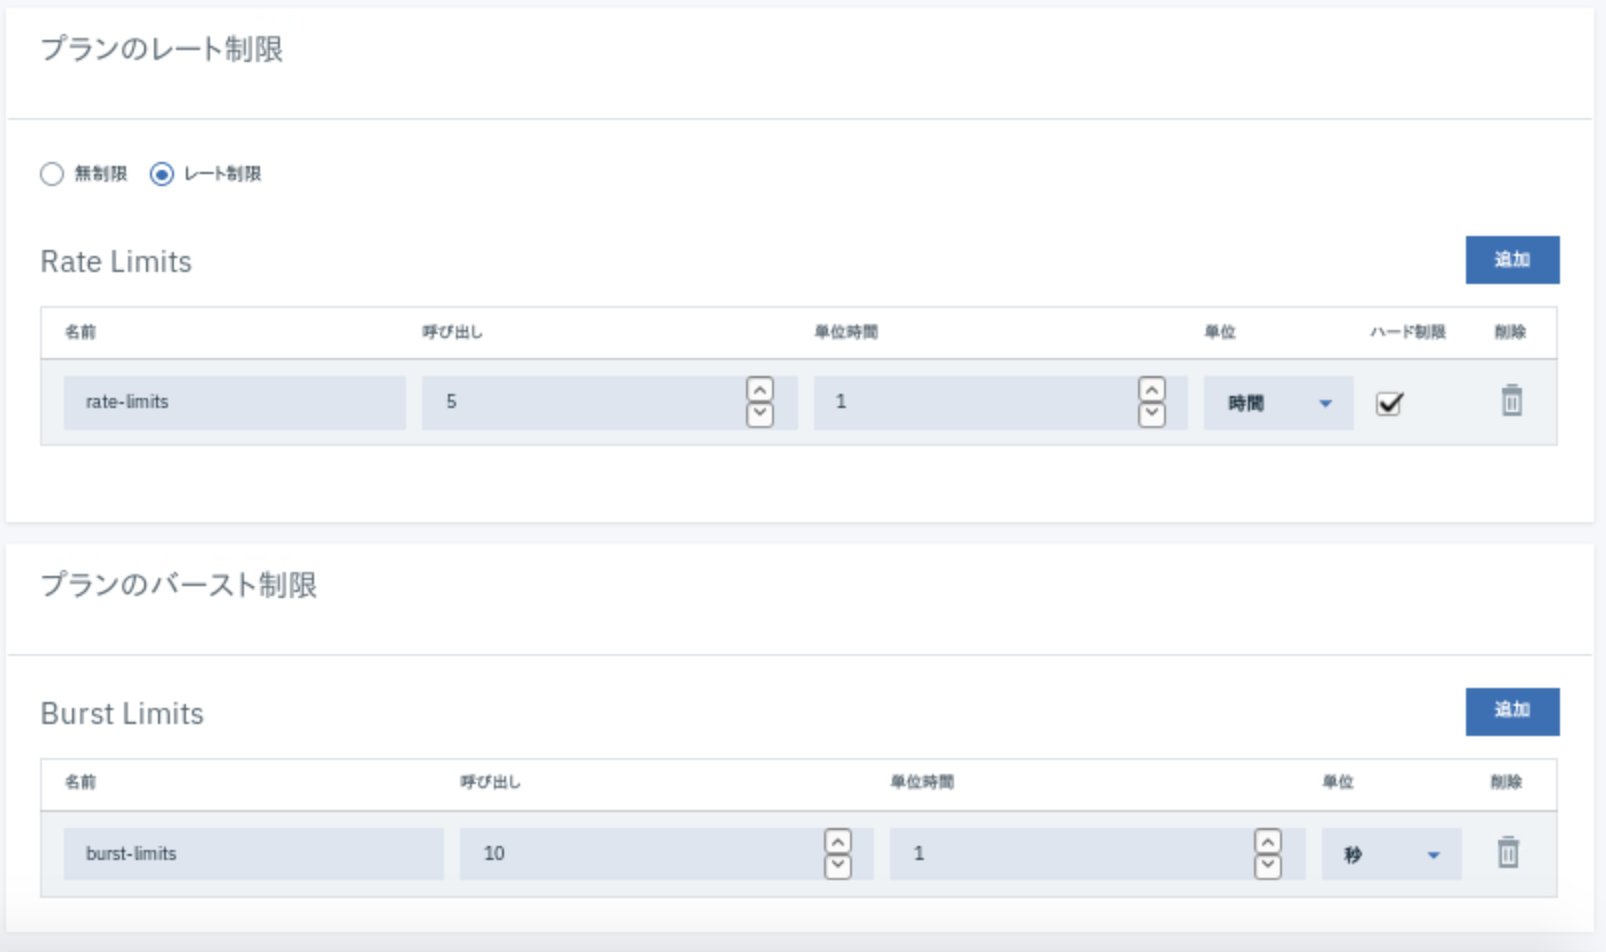 プランのレート制限
無制限 レート制限
Rate Limits 追加
名前 呼び出し 単位時間 単位 ハード制限 削除
rate-limits 5 1 時間
プランのバースト制限
Burst Limits 追加
名前 呼び出し 単位時間 単位 削除
burst-limits 10 1 秒